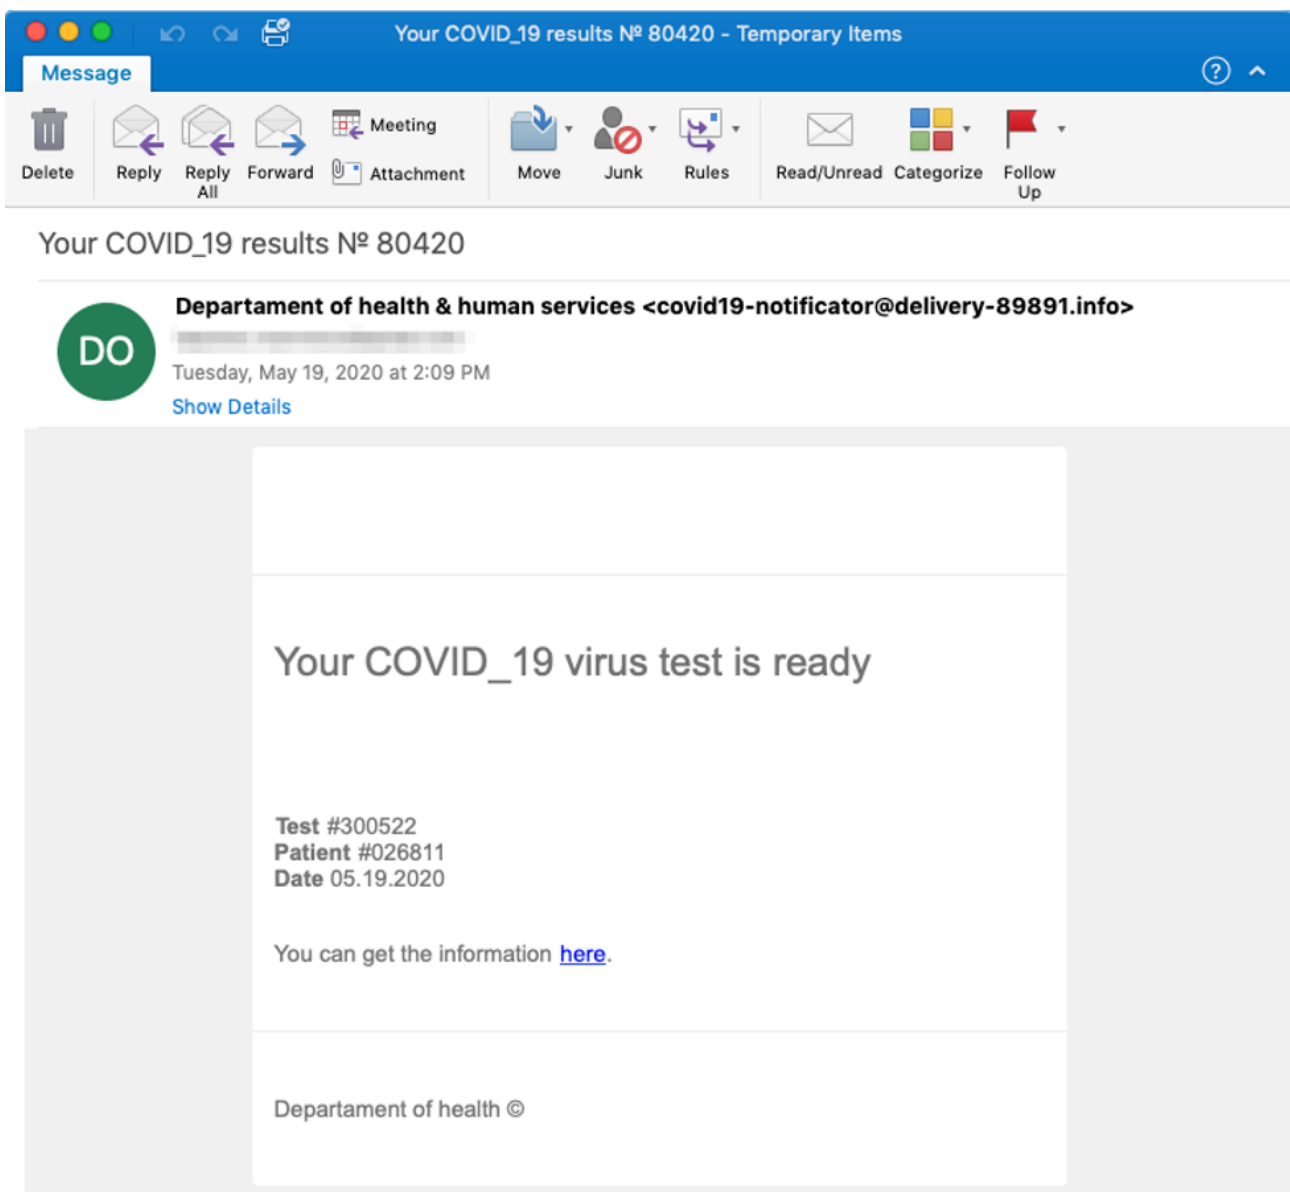 Your COVID_19 results № 80420 - Temporary Items
Message
Delete
Reply
Reply All
Forward
Meeting
Attachment
Move
Junk
Rules
Read/Unread
Categorize
Follow Up
Your COVID_19 results № 80420
DO
Departament of health & human services <covid19-notificator@delivery-89891.info>
Tuesday, May 19, 2020 at 2:09 PM
Show Details
Your COVID_19 virus test is ready
Test #300522
Patient #026811
Date 05.19.2020
You can get the information here.
Departament of health ©